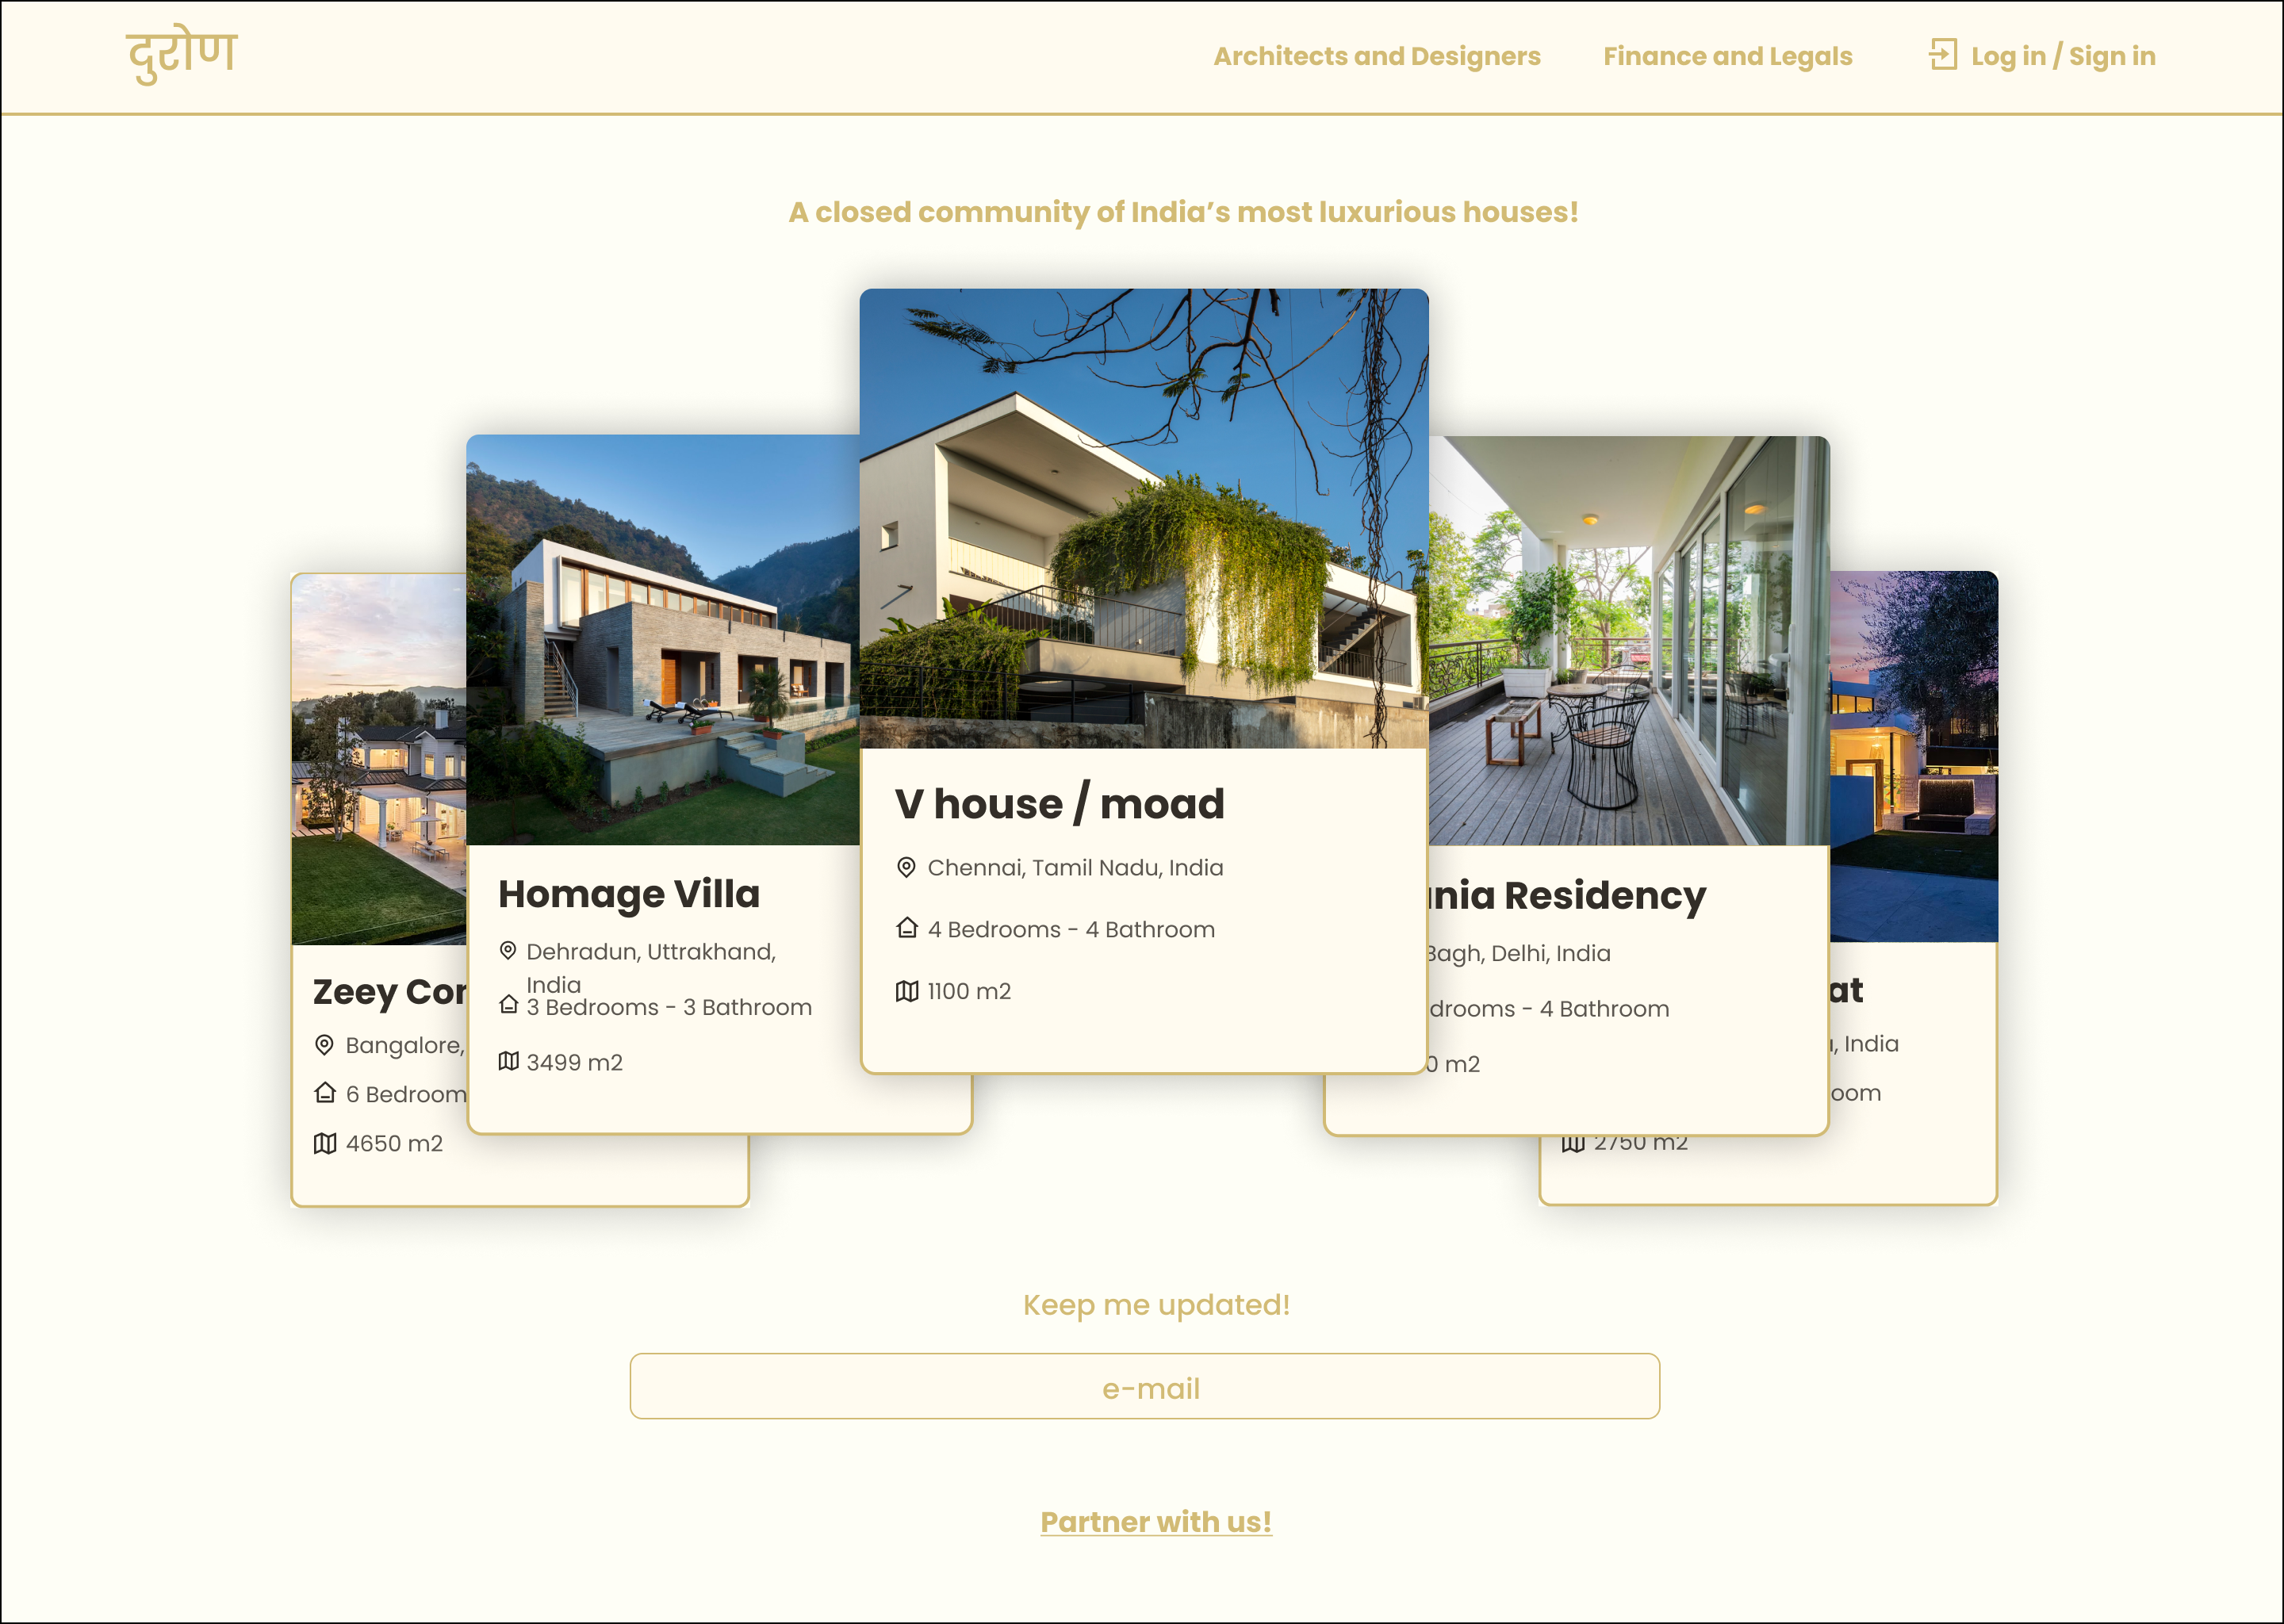 दुरोण
Architects and Designers
Finance and Legals
Log in / Sign in
A closed community of India’s most luxurious houses!
Zeey Cor
Bangalore,
6 Bedroom
4650 m2
Homage Villa
Dehradun, Uttrakhand,
India
3 Bedrooms - 3 Bathroom
3499 m2
V house / moad
Chennai, Tamil Nadu, India
4 Bedrooms - 4 Bathroom
1100 m2
nia Residency
Bagh, Delhi, India
drooms - 4 Bathroom
0 m2
at
, India
oom
2750 m2
Keep me updated!
e-mail
Partner with us!